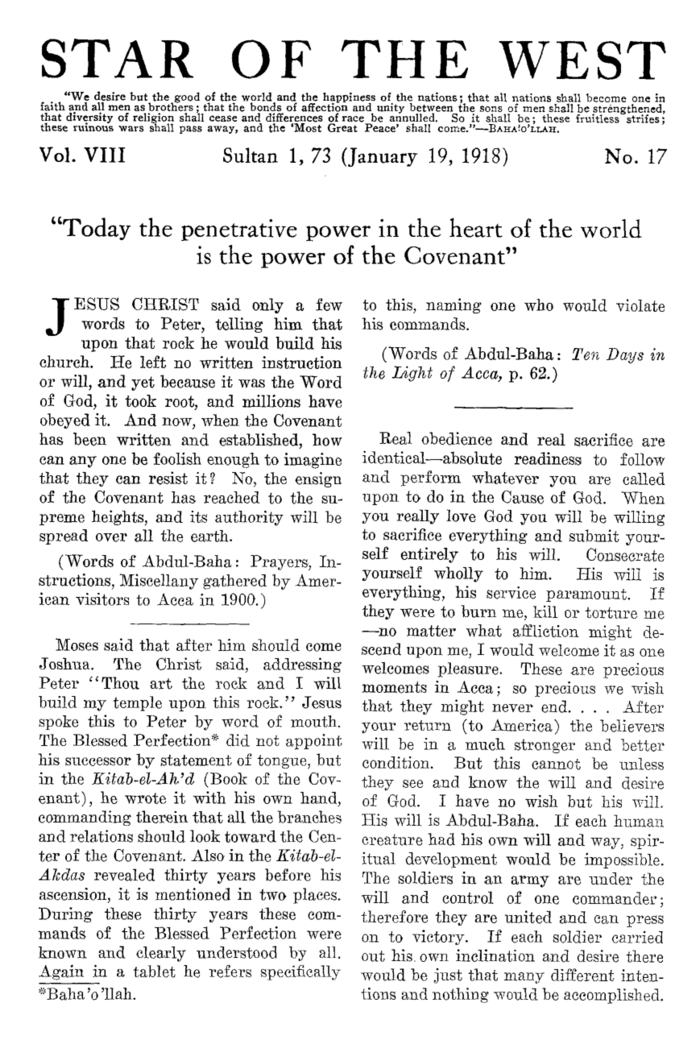 STAR OF THE WEST
"We desire but the good of the world and the happiness of the nations; that all nations shall become one in
faith and all men as brothers; that the bonds of affection and unity between the sons of men shall be strengthened,
that diversity of religion shall cease and differences of race be annulled. So it shall be; these fruitless strifes;
these ruinous wars shall pass away, and the 'Most Great Peace' shall come."—BAHA'O'LLAH.
Vol. VIII Sultan 1, 73 (January 19, 1918) No. 17
"Today the penetrative power in the heart of the world
is the power of the Covenant"
JESUS CHRIST said only a few
words to Peter, telling him that
upon that rock he would build his
church. He left no written instruction
or will, and yet because it was the Word
of God, it took root, and millions have
obeyed it. And now, when the Covenant
has been written and established, how
can any one be foolish enough to imagine
that they can resist it? No, the ensign
of the Covenant has reached to the su-
preme heights, and its authority will be
spread over all the earth.
(Words of Abdul-Baha: Prayers, In-
structions, Miscellany gathered by Amer-
ican visitors to Acca in 1900.)
Moses said that after him should come
Joshua. The Christ said, addressing
Peter "Thou art the rock and I will
build my temple upon this rock." Jesus
spoke this to Peter by word of mouth.
The Blessed Perfection* did not appoint
his successor by statement of tongue, but
in the Kitab-el-Ah'd (Book of the Cov-
enant), he wrote it with his own hand,
commanding therein that all the branches
and relations should look toward the Cen-
ter of the Covenant. Also in the Kitab-el-
Akdas revealed thirty years before his
ascension, it is mentioned in two places.
During these thirty years these com-
mands of the Blessed Perfection were
known and clearly understood by all.
Again in a tablet he refers specifically
*Baha'o'llah.
to this, naming one who would violate
his commands.
(Words of Abdul-Baha: Ten Days in
the Light of Acca, p. 62.)
Real obedience and real sacrifice are
identical—absolute readiness to follow
and perform whatever you are called
upon to do in the Cause of God. When
you really love God you will be willing
to sacrifice everything and submit your-
self entirely to his will. Consecrate
yourself wholly to him. His will is
everything, his service paramount. If
they were to burn me, kill or torture me
—no matter what affliction might de-
scend upon me, I would welcome it as one
welcomes pleasure. These are precious
moments in Acca; so precious we wish
that they might never end. . . . After
your return (to America) the believers
will be in a much stronger and better
condition. But this cannot be unless
they see and know the will and desire
of God. I have no wish but his will.
His will is Abdul-Baha. If each human
creature had his own will and way, spir-
itual development would be impossible.
The soldiers in an army are under the
will and control of one commander;
therefore they are united and can press
on to victory. If each soldier carried
out his own inclination and desire there
would be just that many different inten-
tions and nothing would be accomplished.